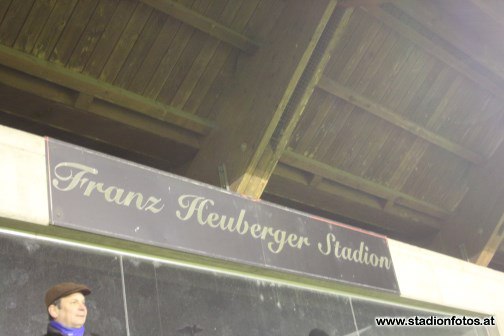 Franz Heuberger Stadion
www.stadionfotos.at